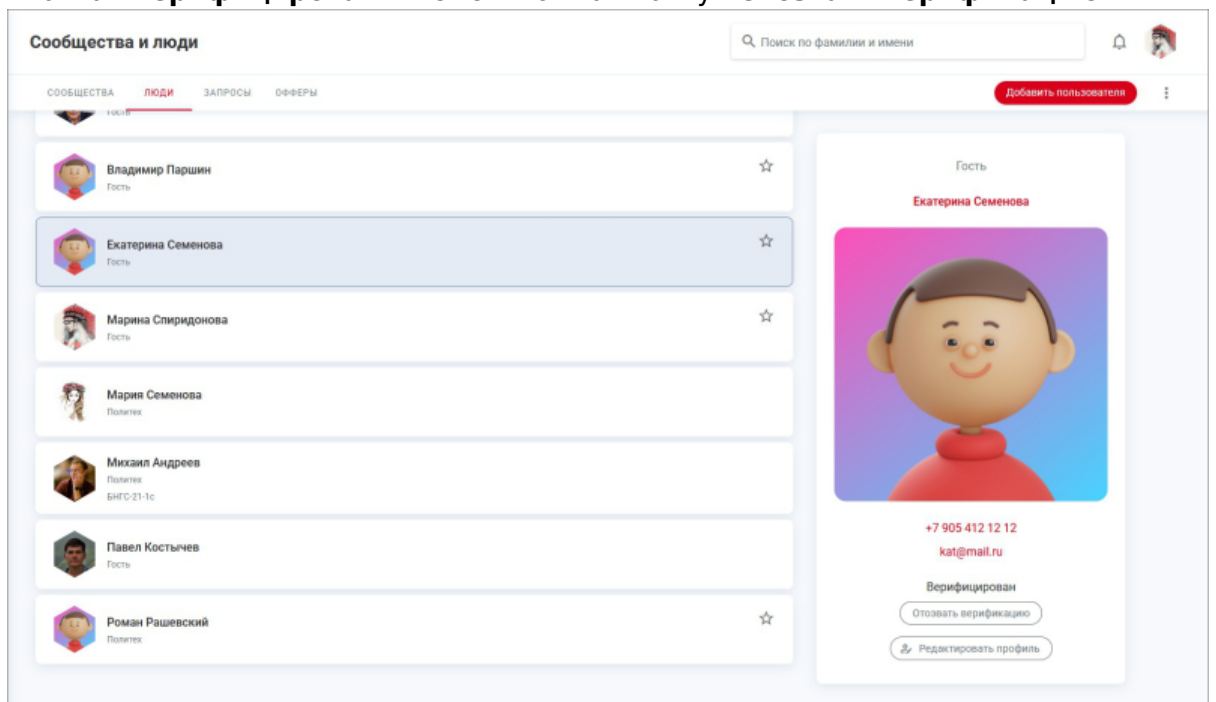 Сообщества и люди
Поиск по фамилии и имени
СООБЩЕСТВА ЛЮДИ ЗАПРОСЫ ОФФЕРЫ
Добавить пользователя
Гость
Владимир Паршин
Гость
Екатерина Семенова
Гость
Марина Спиридонова
Гость
Мария Семенова
Политех
Михаил Андреев
Политех
БНГС-21-1с
Павел Костычев
Гость
Роман Рашевский
Политех
Гость
Екатерина Семенова
+7 905 412 12 12
kat@mail.ru
Верифицирован
Отозвать верификацию
Редактировать профиль